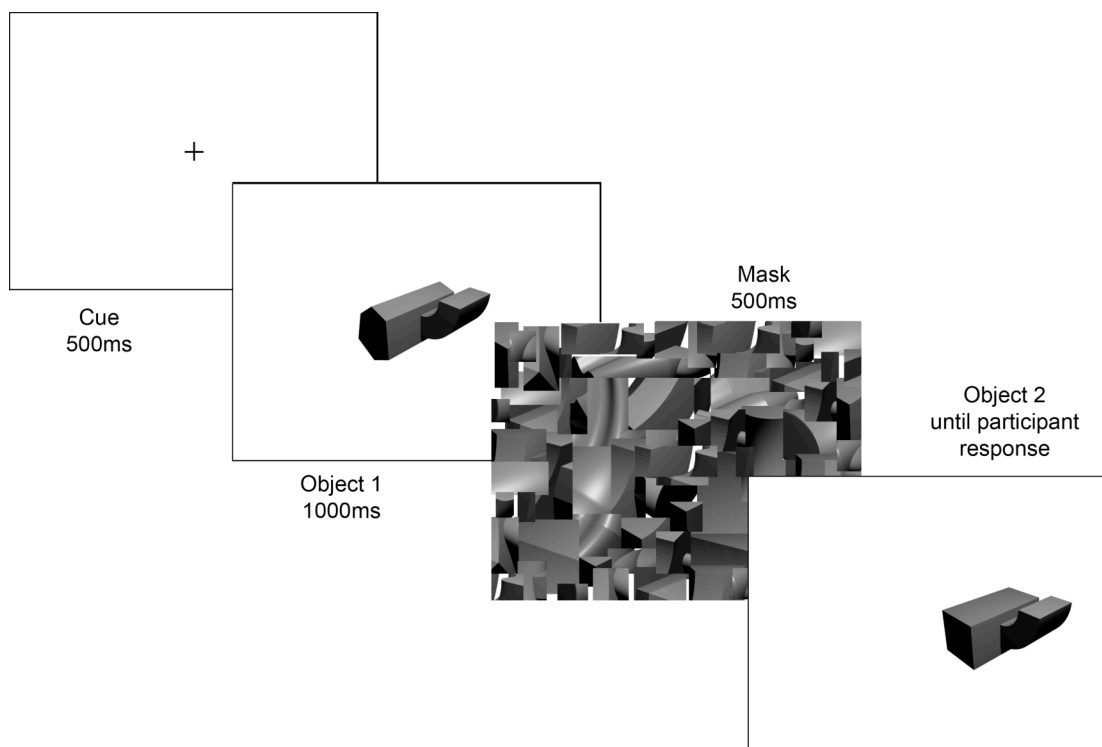 Cue
500ms
Object 1
1000ms
Mask
500ms
Object 2
until participant
response